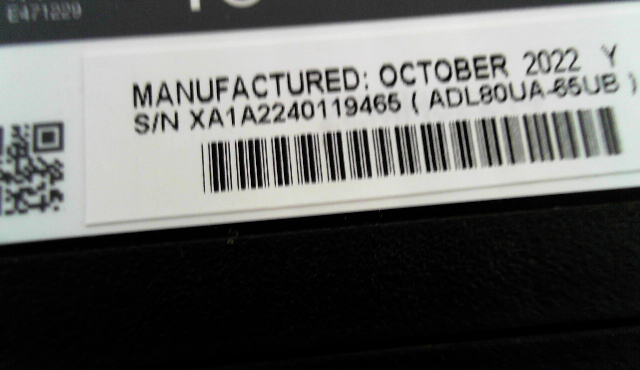 E471229
MANUFACTURED: OCTOBER 2022 Y
S/N XA1A2240119465 ( ADL80UA-65UB )